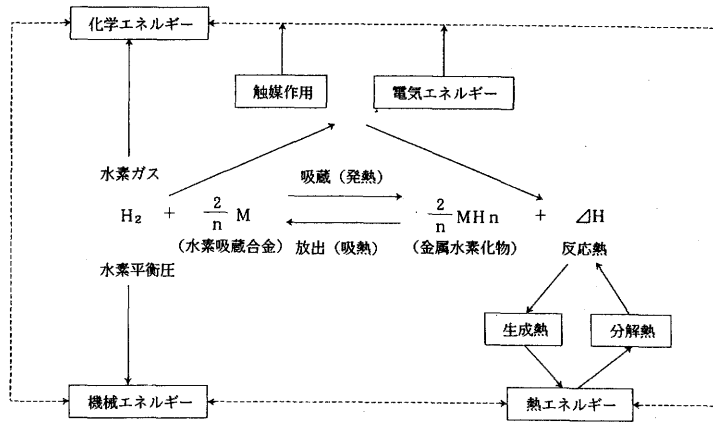 化学エネルギー
触媒作用
電気エネルギー
水素ガス
吸蔵（発熱）
H₂ + 2/n M 2/n MHn + ⊿H
（水素吸蔵合金） 放出（吸熱） （金属水素化物） 反応熱
水素平衡圧
生成熱
分解熱
機械エネルギー
熱エネルギー